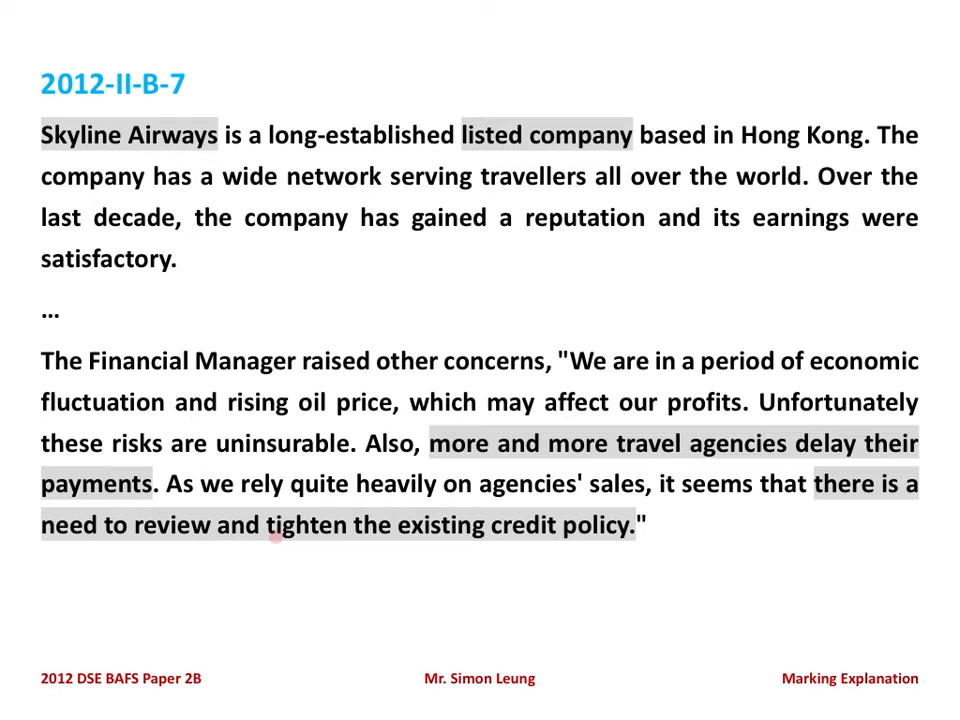 2012-II-B-7
Skyline Airways is a long-established listed company based in Hong Kong. The
company has a wide network serving travellers all over the world. Over the
last decade, the company has gained a reputation and its earnings were
satisfactory.
...
The Financial Manager raised other concerns, "We are in a period of economic
fluctuation and rising oil price, which may affect our profits. Unfortunately
these risks are uninsurable. Also, more and more travel agencies delay their
payments. As we rely quite heavily on agencies' sales, it seems that there is a
need to review and tighten the existing credit policy."
2012 DSE BAFS Paper 2B
Mr. Simon Leung
Marking Explanation